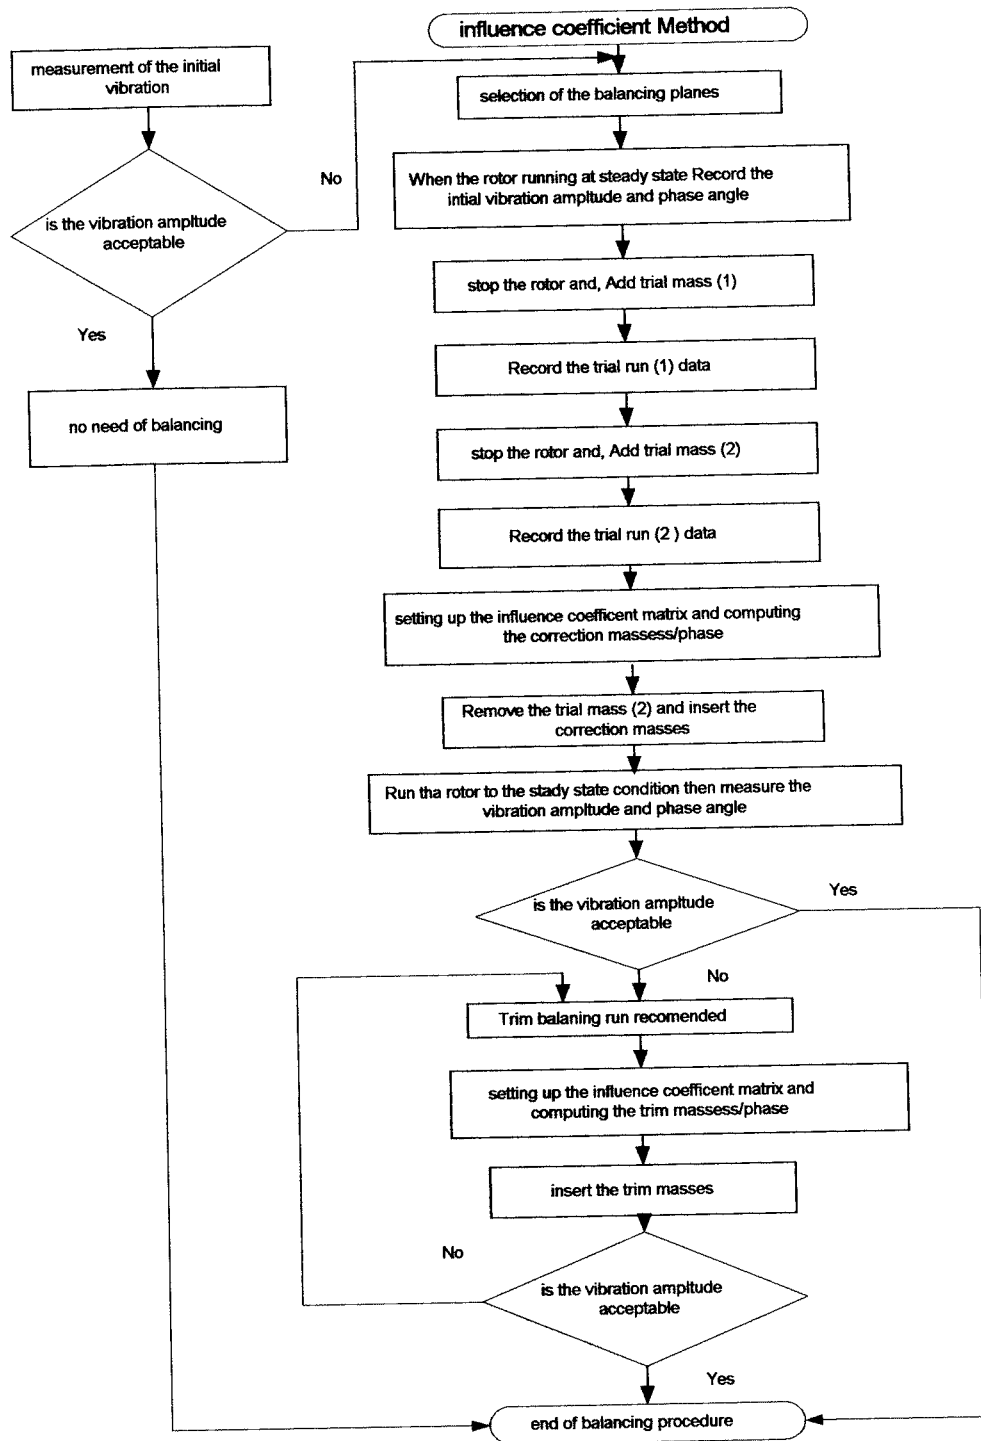 influence coefficient Method
measurement of the initial
vibration
selection of the balancing planes
No
When the rotor running at steady state Record the
intial vibration amplitude and phase angle
is the vibration ampltude
acceptable
stop the rotor and, Add trial mass (1)
Yes
Record the trial run (1) data
no need of balancing
stop the rotor and, Add trial mass (2)
Record the trial run (2 ) data
setting up the influence coefficent matrix and computing
the correction massess/phase
Remove the trial mass (2) and insert the
correction masses
Run tha rotor to the stady state condition then measure the
vibration ampltude and phase angle
is the vibration ampltude
acceptable
Yes
No
Trim balaning run recomended
setting up the influence coefficent matrix and
computing the trim massess/phase
insert the trim masses
No
is the vibration ampltude
acceptable
Yes
end of balancing procedure